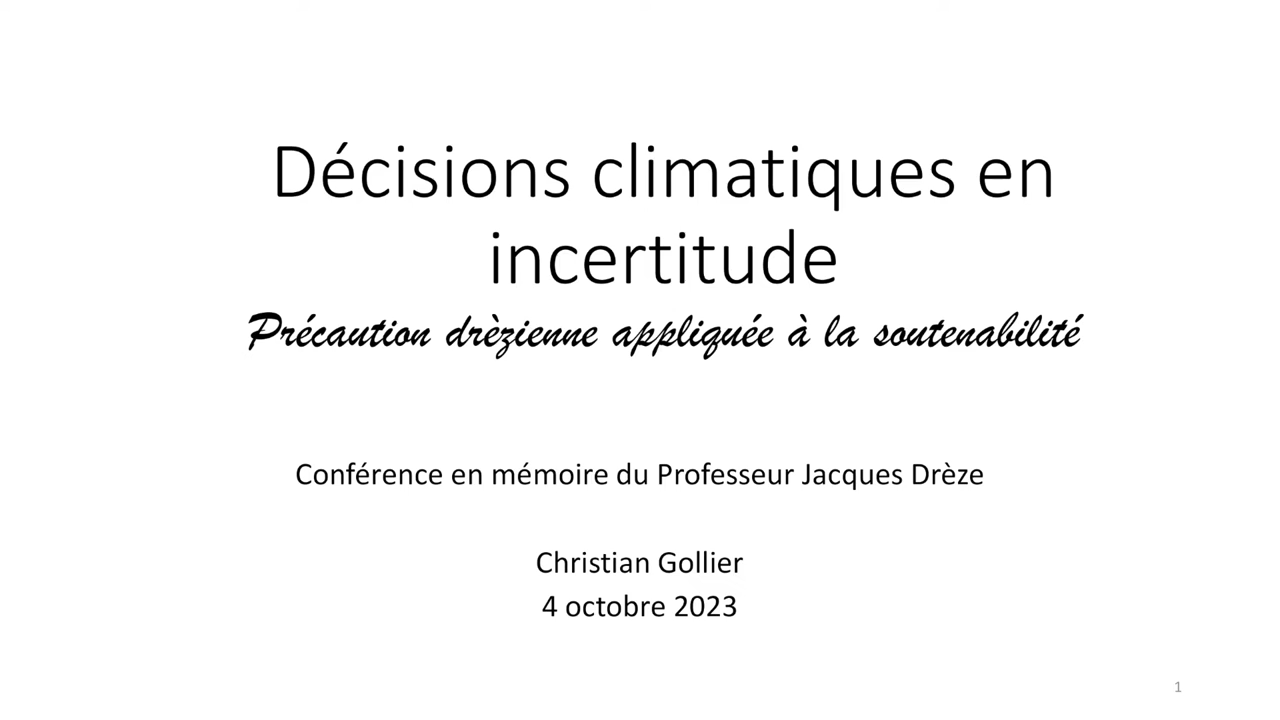 Décisions climatiques en
incertitude
Précaution drèzienne appliquée à la soutenabilité
Conférence en mémoire du Professeur Jacques Drèze
Christian Gollier
4 octobre 2023
1